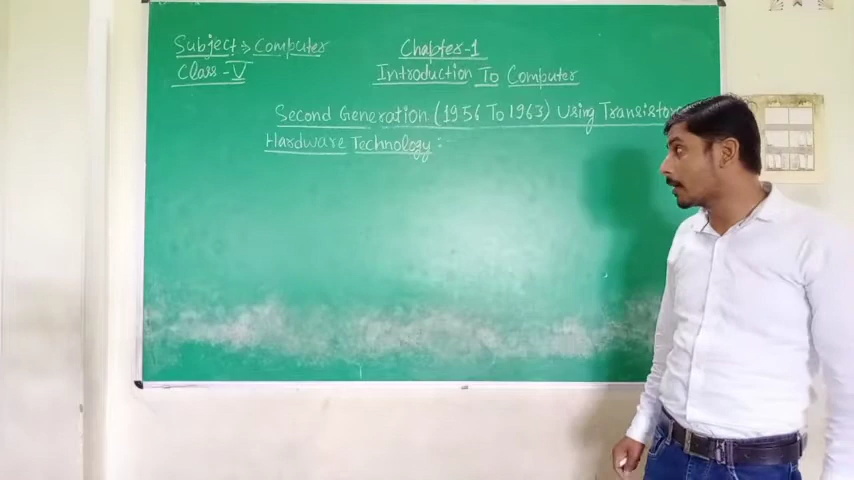 Subject → Computer
Class - V
Chapter-1
Introduction To Computer
Second Generation (1956 To 1963) Using Transistors
Hardware Technology :